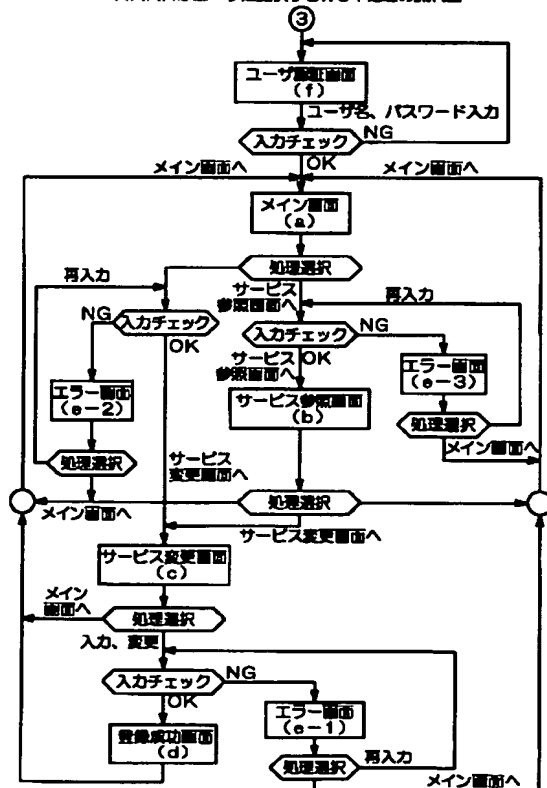 ③
ユーザ認証画面
(f)
ユーザ名、パスワード入力
入力チェック
NG
OK
メイン画面へ
メイン画面へ
メイン画面
(a)
処理選択
再入力
サービス
参照画面へ
再入力
NG
入力チェック
OK
入力チェック
NG
OK
サービス
参照画面へ
エラー画面
(e-2)
サービス参照画面
(b)
エラー画面
(e-3)
処理選択
処理選択
メイン画面へ
サービス
変更画面へ
メイン画面へ
処理選択
サービス変更画面へ
サービス変更画面
(c)
メイン
画面へ
処理選択
入力、変更
入力チェック
NG
OK
エラー画面
(e-1)
登録成功画面
(d)
処理選択
再入力
メイン画面へ